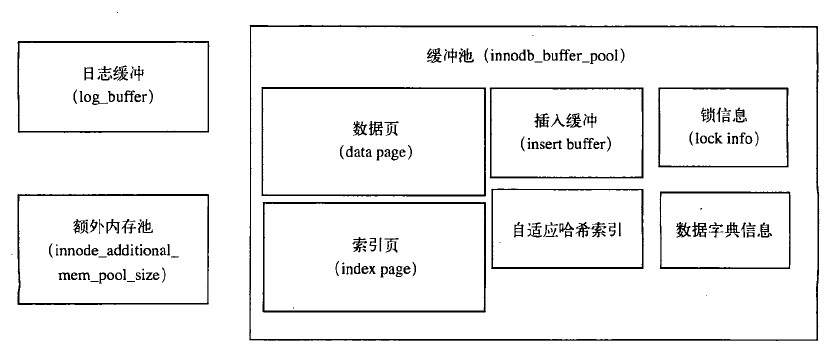 缓冲池（innodb_buffer_pool）
日志缓冲
(log_buffer)
数据页
(data page)
插入缓冲
(insert buffer)
锁信息
(lock info)
额外内存池
(innode_additional_
mem_pool_size)
索引页
(index page)
自适应哈希索引
数据字典信息